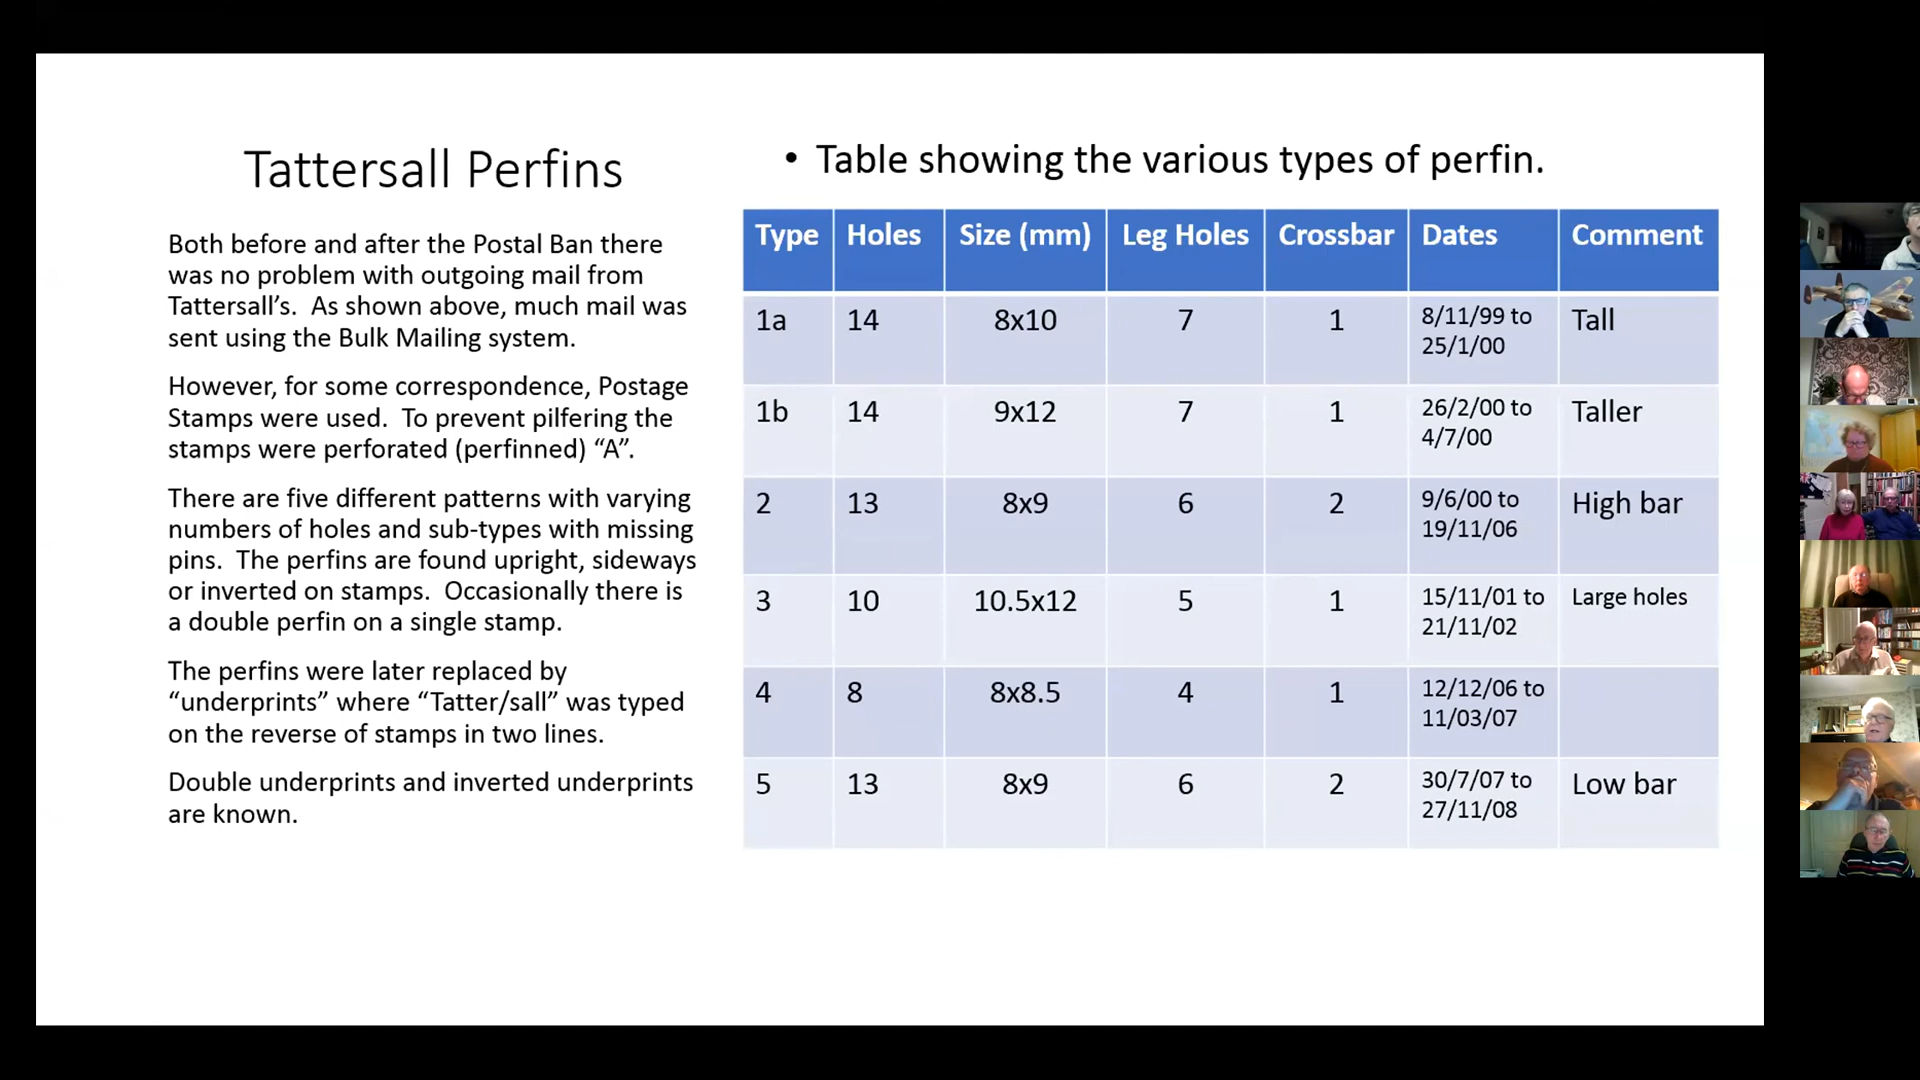 Tattersall Perfins
Both before and after the Postal Ban there
was no problem with outgoing mail from
Tattersall’s.  As shown above, much mail was
sent using the Bulk Mailing system.
However, for some correspondence, Postage
Stamps were used.  To prevent pilfering the
stamps were perforated (perfinned) “A”.
There are five different patterns with varying
numbers of holes and sub-types with missing
pins.  The perfins are found upright, sideways
or inverted on stamps.  Occasionally there is
a double perfin on a single stamp.
The perfins were later replaced by
“underprints” where “Tatter/sall” was typed
on the reverse of stamps in two lines.
Double underprints and inverted underprints
are known.
• Table showing the various types of perfin.
Type Holes Size (mm) Leg Holes Crossbar Dates Comment
1a 14 8x10 7 1 8/11/99 to Tall
25/1/00
1b 14 9x12 7 1 26/2/00 to Taller
4/7/00
2 13 8x9 6 2 9/6/00 to High bar
19/11/06
3 10 10.5x12 5 1 15/11/01 to Large holes
21/11/02
4 8 8x8.5 4 1 12/12/06 to
11/03/07
5 13 8x9 6 2 30/7/07 to Low bar
27/11/08